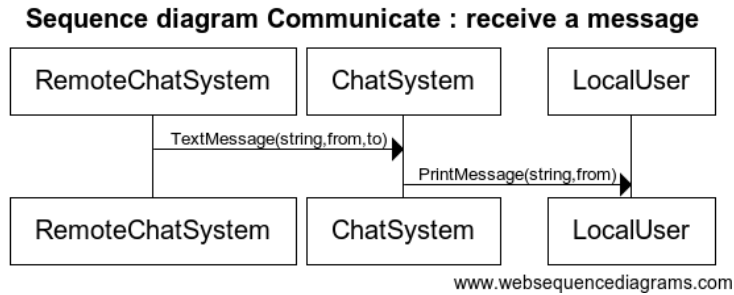 Sequence diagram Communicate : receive a message
RemoteChatSystem ChatSystem LocalUser
TextMessage(string,from,to)
PrintMessage(string,from)
RemoteChatSystem ChatSystem LocalUser
www.websequencediagrams.com